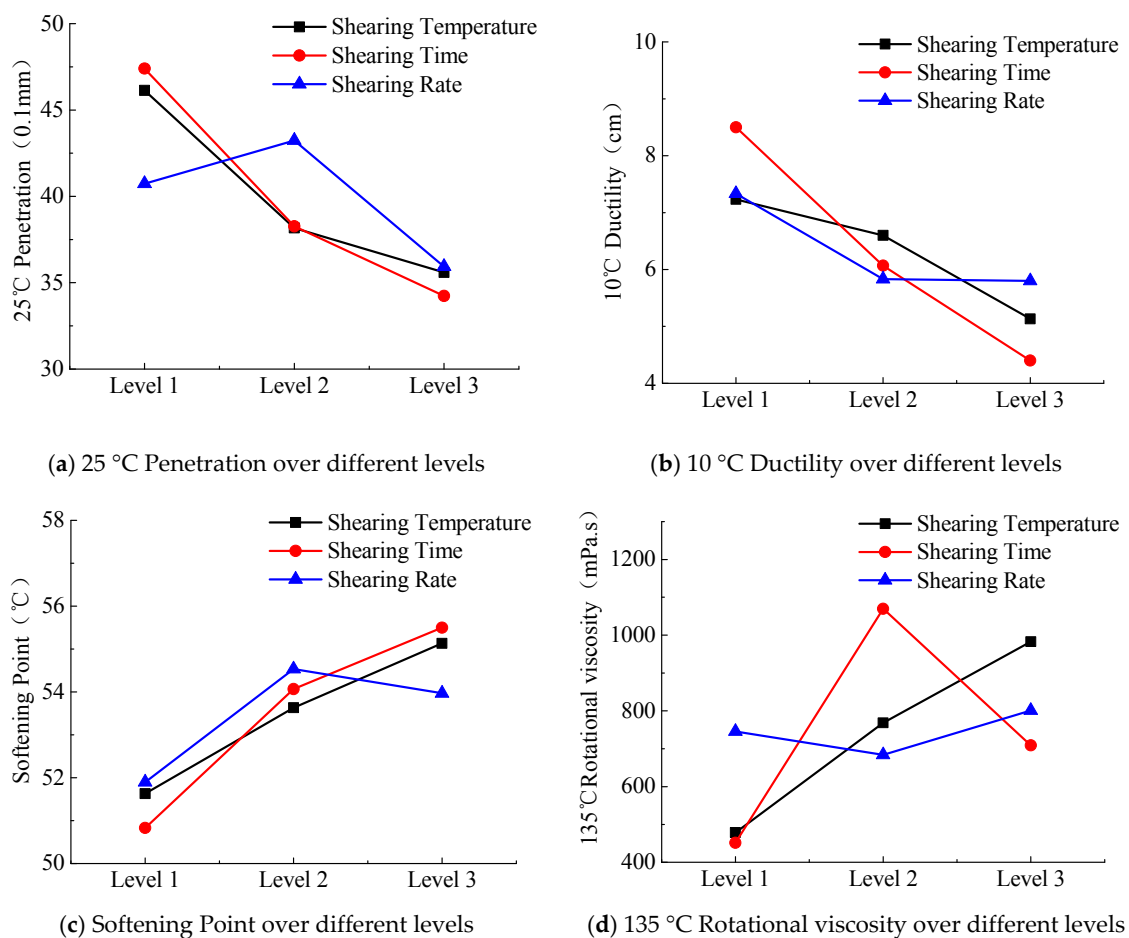 50
45
40
35
30
25℃ Penetration（0.1mm）
Shearing Temperature
Shearing Time
Shearing Rate
Level 1 Level 2 Level 3
(a) 25 °C Penetration over different levels
10
8
6
4
10℃ Ductility（cm）
Shearing Temperature
Shearing Time
Shearing Rate
Level 1 Level 2 Level 3
(b) 10 °C Ductility over different levels
58
56
54
52
50
Softening Point（℃）
Shearing Temperature
Shearing Time
Shearing Rate
Level 1 Level 2 Level 3
(c) Softening Point over different levels
1200
1000
800
600
400
135℃Rotational viscosity（mPa.s）
Shearing Temperature
Shearing Time
Shearing Rate
Level 1 Level 2 Level 3
(d) 135 °C Rotational viscosity over different levels